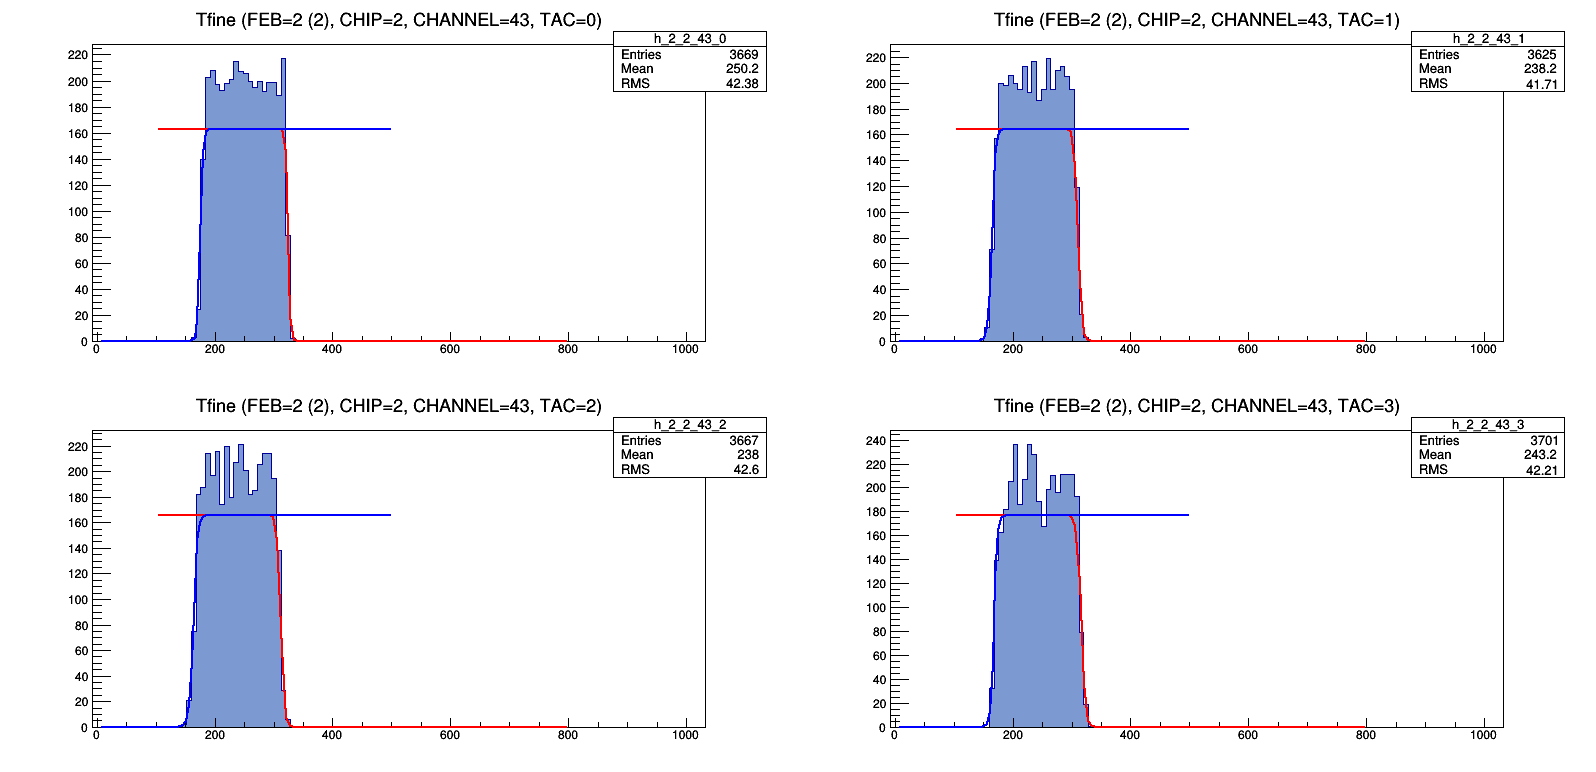 Tfine (FEB=2 (2), CHIP=2, CHANNEL=43, TAC=0)
h_2_2_43_0
Entries 3669
Mean 250.2
RMS 42.38
220
200
180
160
140
120
100
80
60
40
20
0
0 200 400 600 800 1000
Tfine (FEB=2 (2), CHIP=2, CHANNEL=43, TAC=1)
h_2_2_43_1
Entries 3625
Mean 238.2
RMS 41.71
220
200
180
160
140
120
100
80
60
40
20
0
0 200 400 600 800 1000
Tfine (FEB=2 (2), CHIP=2, CHANNEL=43, TAC=2)
h_2_2_43_2
Entries 3667
Mean 238
RMS 42.6
220
200
180
160
140
120
100
80
60
40
20
0
0 200 400 600 800 1000
Tfine (FEB=2 (2), CHIP=2, CHANNEL=43, TAC=3)
h_2_2_43_3
Entries 3701
Mean 243.2
RMS 42.21
240
220
200
180
160
140
120
100
80
60
40
20
0
0 200 400 600 800 1000